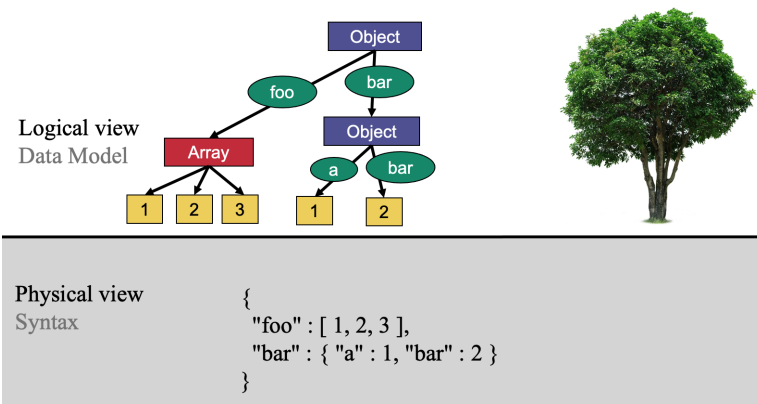 Object
foo
bar
Logical view
Data Model
Array
Object
a
bar
1
2
3
1
2
Physical view
Syntax
{
"foo" : [ 1, 2, 3 ],
"bar" : { "a" : 1, "bar" : 2 }
}